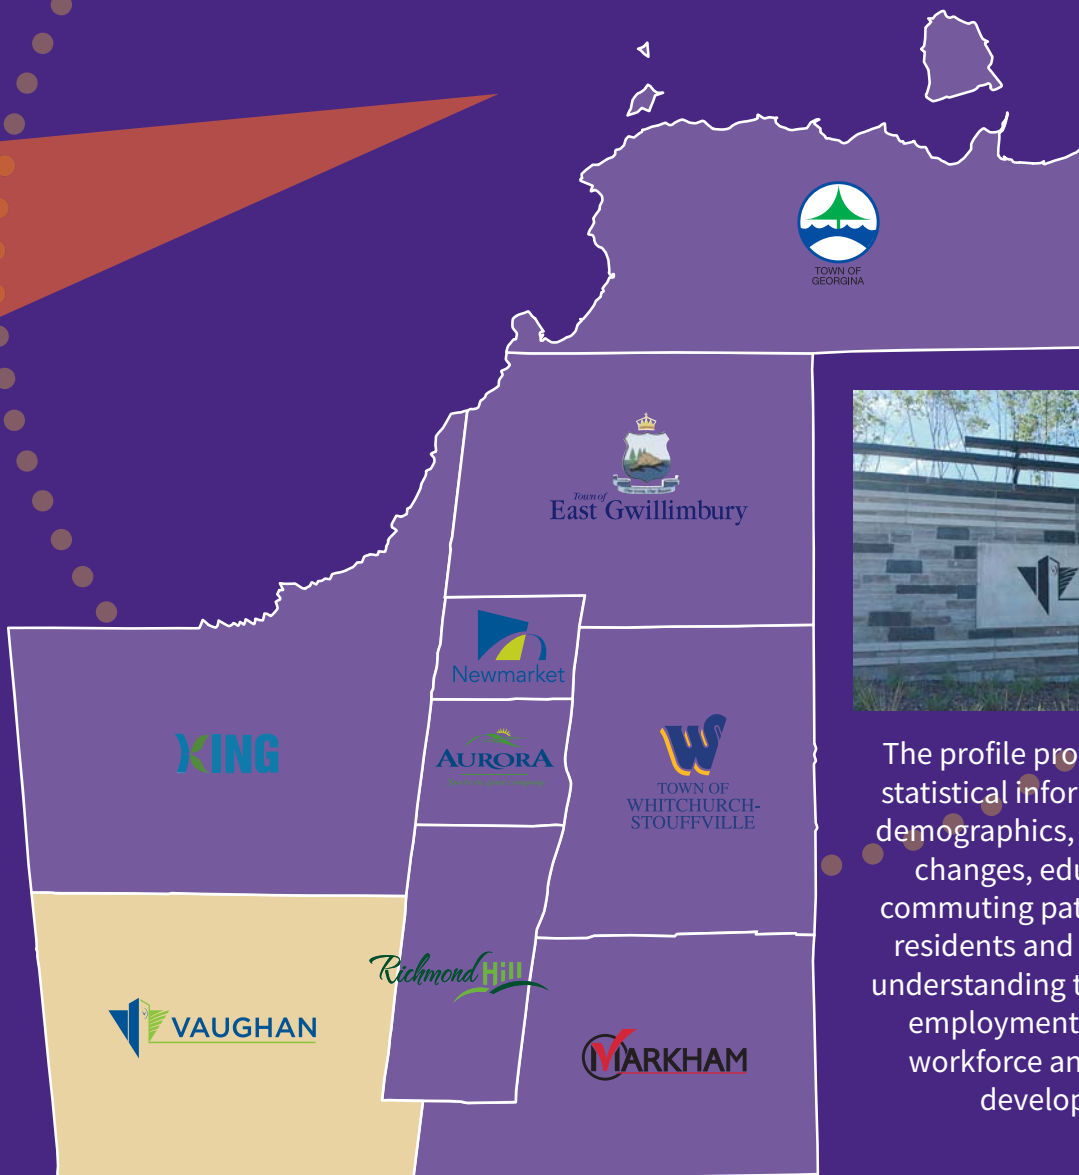 TOWN OF
GEORGINA
Town of
East Gwillimbury
Newmarket
KING
AURORA
TOWN OF
WHITCHURCH-
STOUFFVILLE
Richmond Hill
VAUGHAN
MARKHAM
The profile pro
statistical infor
demographics,
changes, edu
commuting pat
residents and
understanding t
employment
workforce an
develop